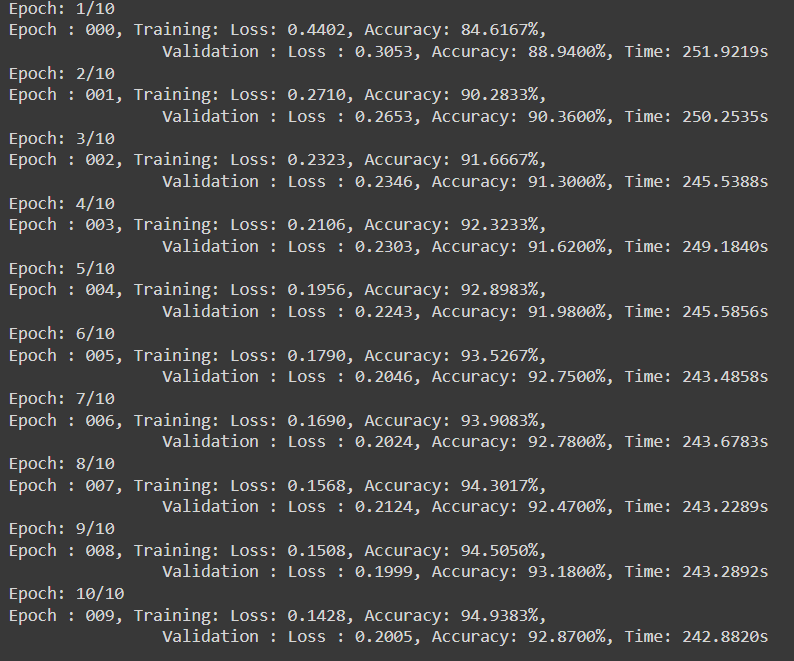 Epoch: 1/10
Epoch : 000, Training: Loss: 0.4402, Accuracy: 84.6167%,
Validation : Loss : 0.3053, Accuracy: 88.9400%, Time: 251.9219s
Epoch: 2/10
Epoch : 001, Training: Loss: 0.2710, Accuracy: 90.2833%,
Validation : Loss : 0.2653, Accuracy: 90.3600%, Time: 250.2535s
Epoch: 3/10
Epoch : 002, Training: Loss: 0.2323, Accuracy: 91.6667%,
Validation : Loss : 0.2346, Accuracy: 91.3000%, Time: 245.5388s
Epoch: 4/10
Epoch : 003, Training: Loss: 0.2106, Accuracy: 92.3233%,
Validation : Loss : 0.2303, Accuracy: 91.6200%, Time: 249.1840s
Epoch: 5/10
Epoch : 004, Training: Loss: 0.1956, Accuracy: 92.8983%,
Validation : Loss : 0.2243, Accuracy: 91.9800%, Time: 245.5856s
Epoch: 6/10
Epoch : 005, Training: Loss: 0.1790, Accuracy: 93.5267%,
Validation : Loss : 0.2046, Accuracy: 92.7500%, Time: 243.4858s
Epoch: 7/10
Epoch : 006, Training: Loss: 0.1690, Accuracy: 93.9083%,
Validation : Loss : 0.2024, Accuracy: 92.7800%, Time: 243.6783s
Epoch: 8/10
Epoch : 007, Training: Loss: 0.1568, Accuracy: 94.3017%,
Validation : Loss : 0.2124, Accuracy: 92.4700%, Time: 243.2289s
Epoch: 9/10
Epoch : 008, Training: Loss: 0.1508, Accuracy: 94.5050%,
Validation : Loss : 0.1999, Accuracy: 93.1800%, Time: 243.2892s
Epoch: 10/10
Epoch : 009, Training: Loss: 0.1428, Accuracy: 94.9383%,
Validation : Loss : 0.2005, Accuracy: 92.8700%, Time: 242.8820s